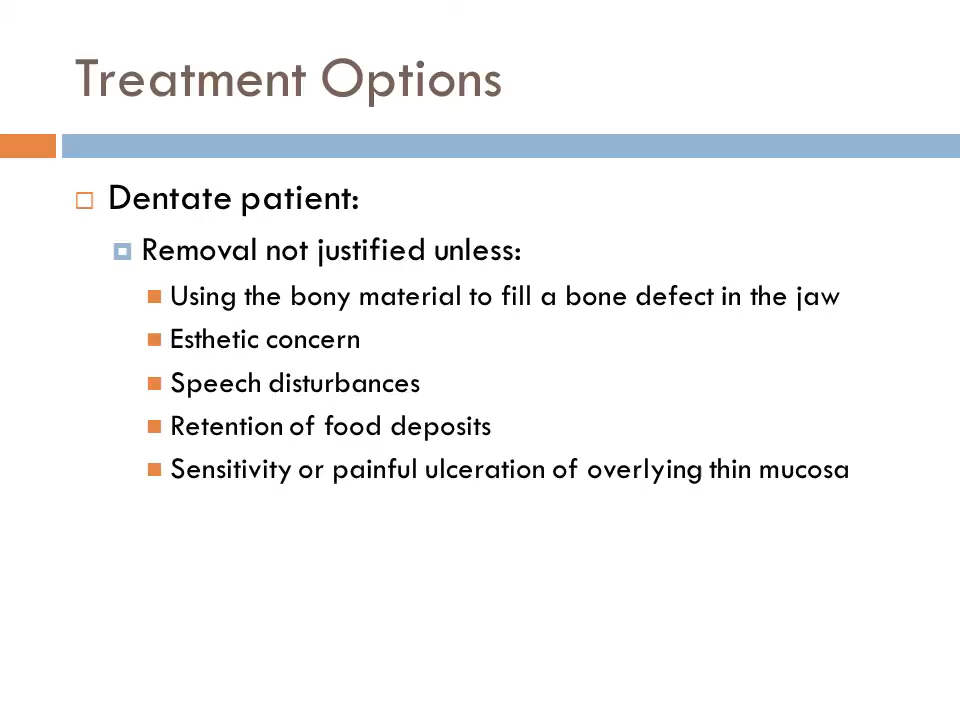 Treatment Options
Dentate patient:
Removal not justified unless:
Using the bony material to fill a bone defect in the jaw
Esthetic concern
Speech disturbances
Retention of food deposits
Sensitivity or painful ulceration of overlying thin mucosa